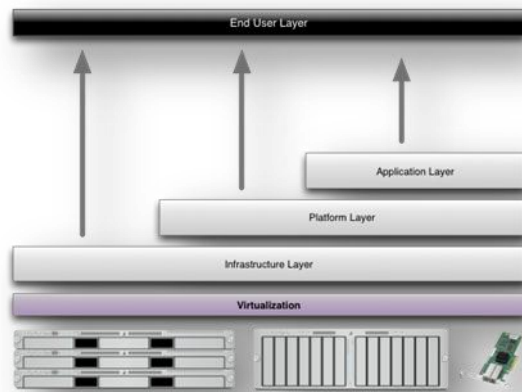 End User Layer
Application Layer
Platform Layer
Infrastructure Layer
Virtualization